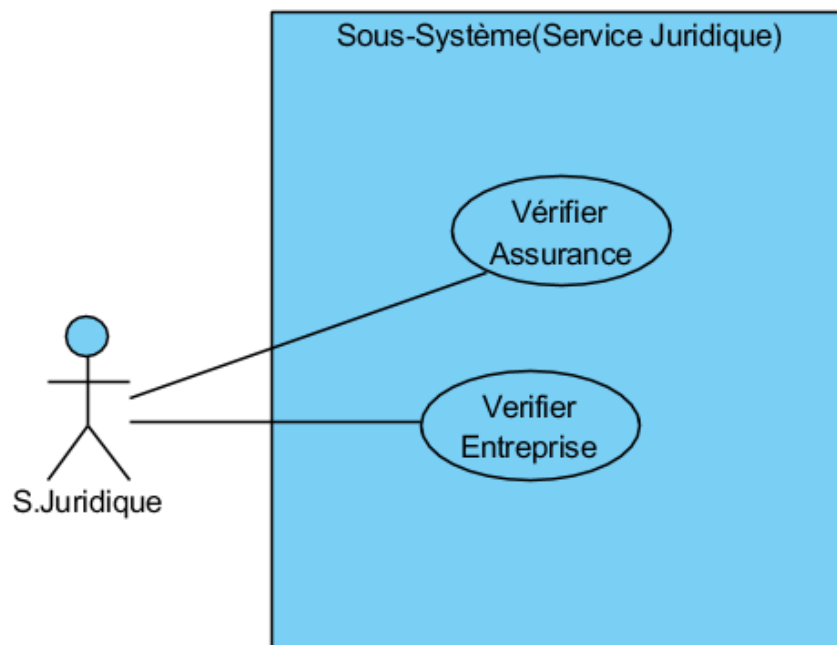 Sous-Système(Service Juridique)
Vérifier
Assurance
Verifier
Entreprise
S.Juridique